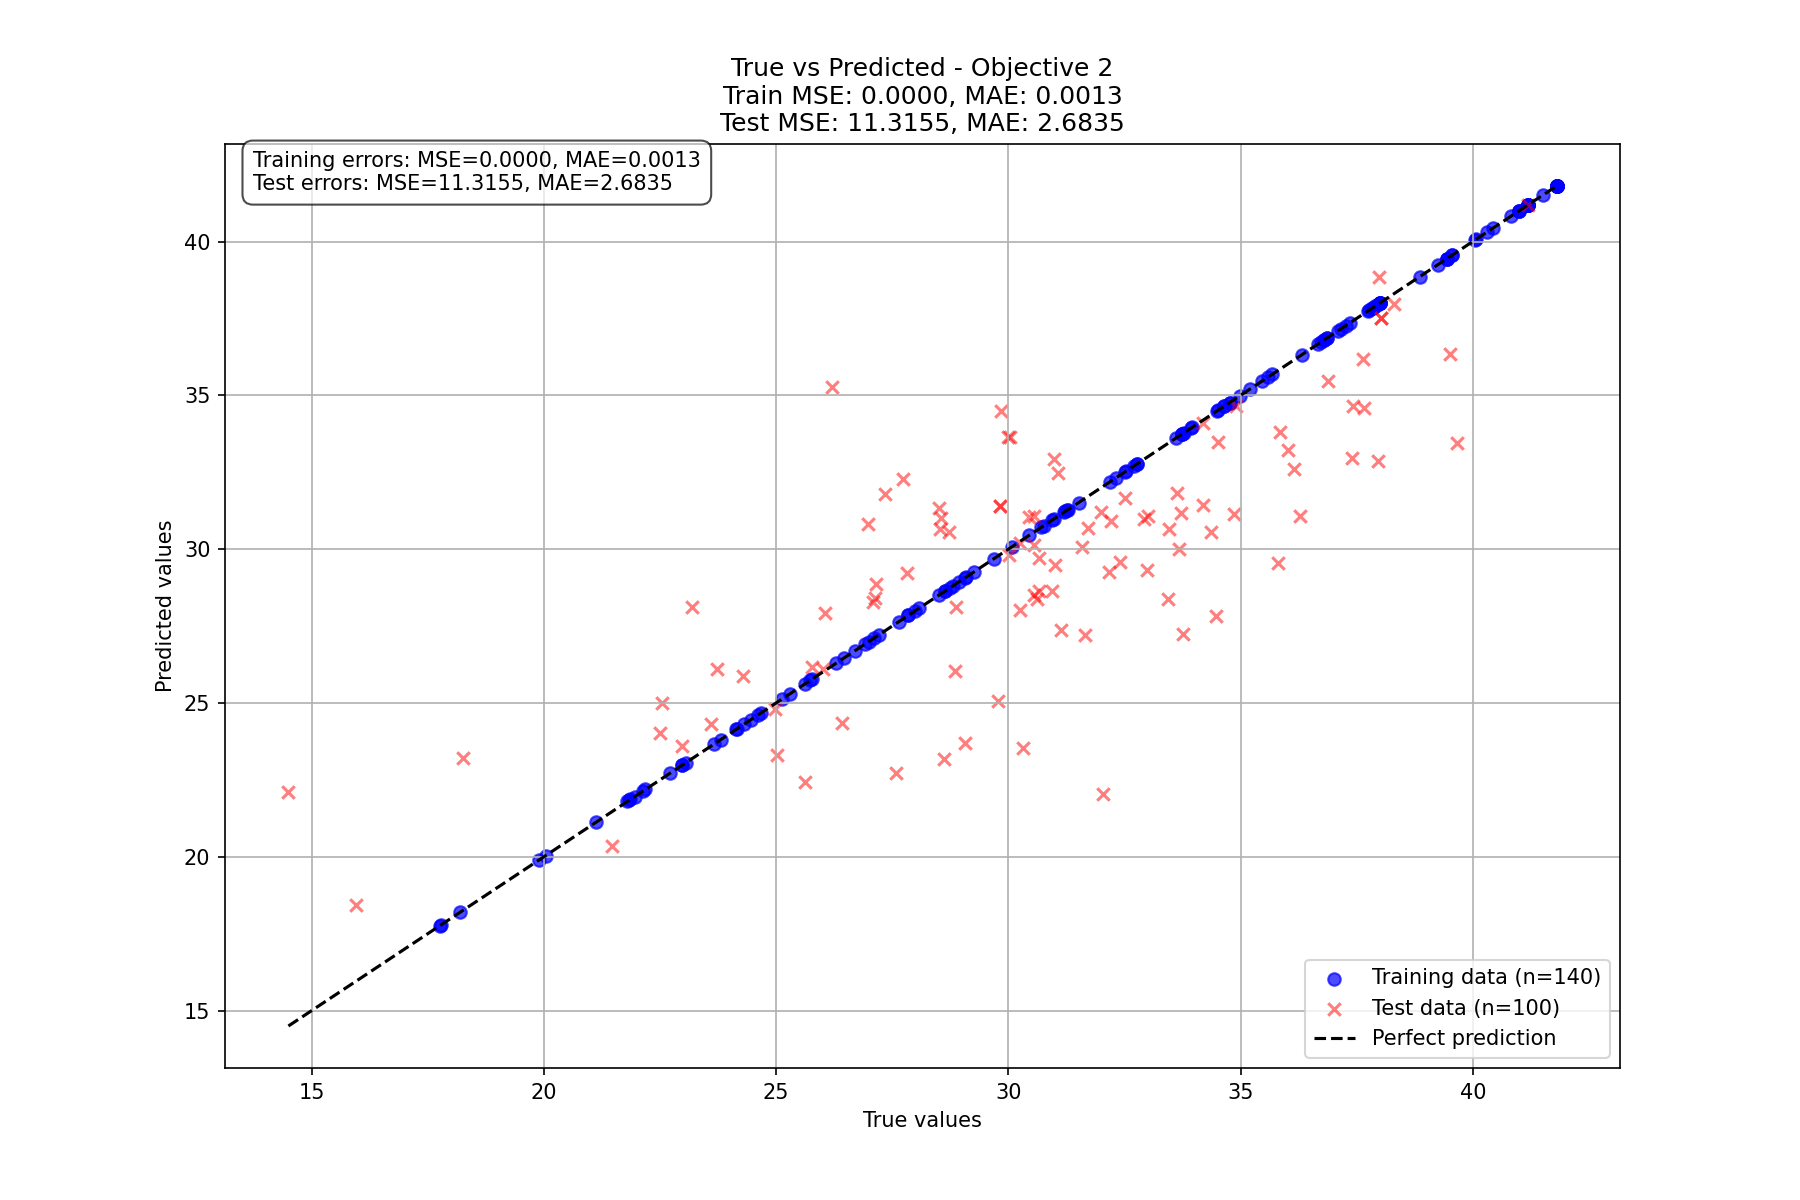 True vs Predicted - Objective 2
Train MSE: 0.0000, MAE: 0.0013
Test MSE: 11.3155, MAE: 2.6835
Training errors: MSE=0.0000, MAE=0.0013
Test errors: MSE=11.3155, MAE=2.6835
Predicted values
40
35
30
25
20
15
Training data (n=140)
Test data (n=100)
Perfect prediction
15 20 25 30 35 40
True values